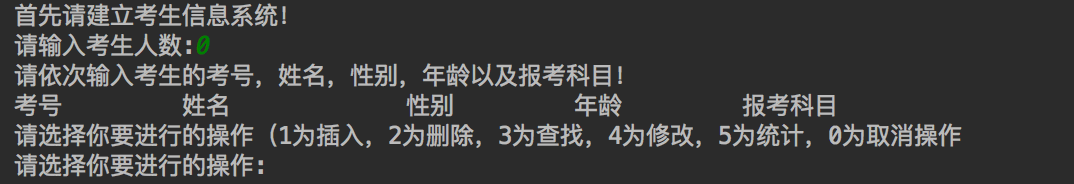 首先请建立考生信息系统！
请输入考生人数:0
请依次输入考生的考号，姓名，性别，年龄以及报考科目！
考号 姓名 性别 年龄 报考科目
请选择你要进行的操作（1为插入，2为删除，3为查找，4为修改，5为统计，0为取消操作
请选择你要进行的操作: